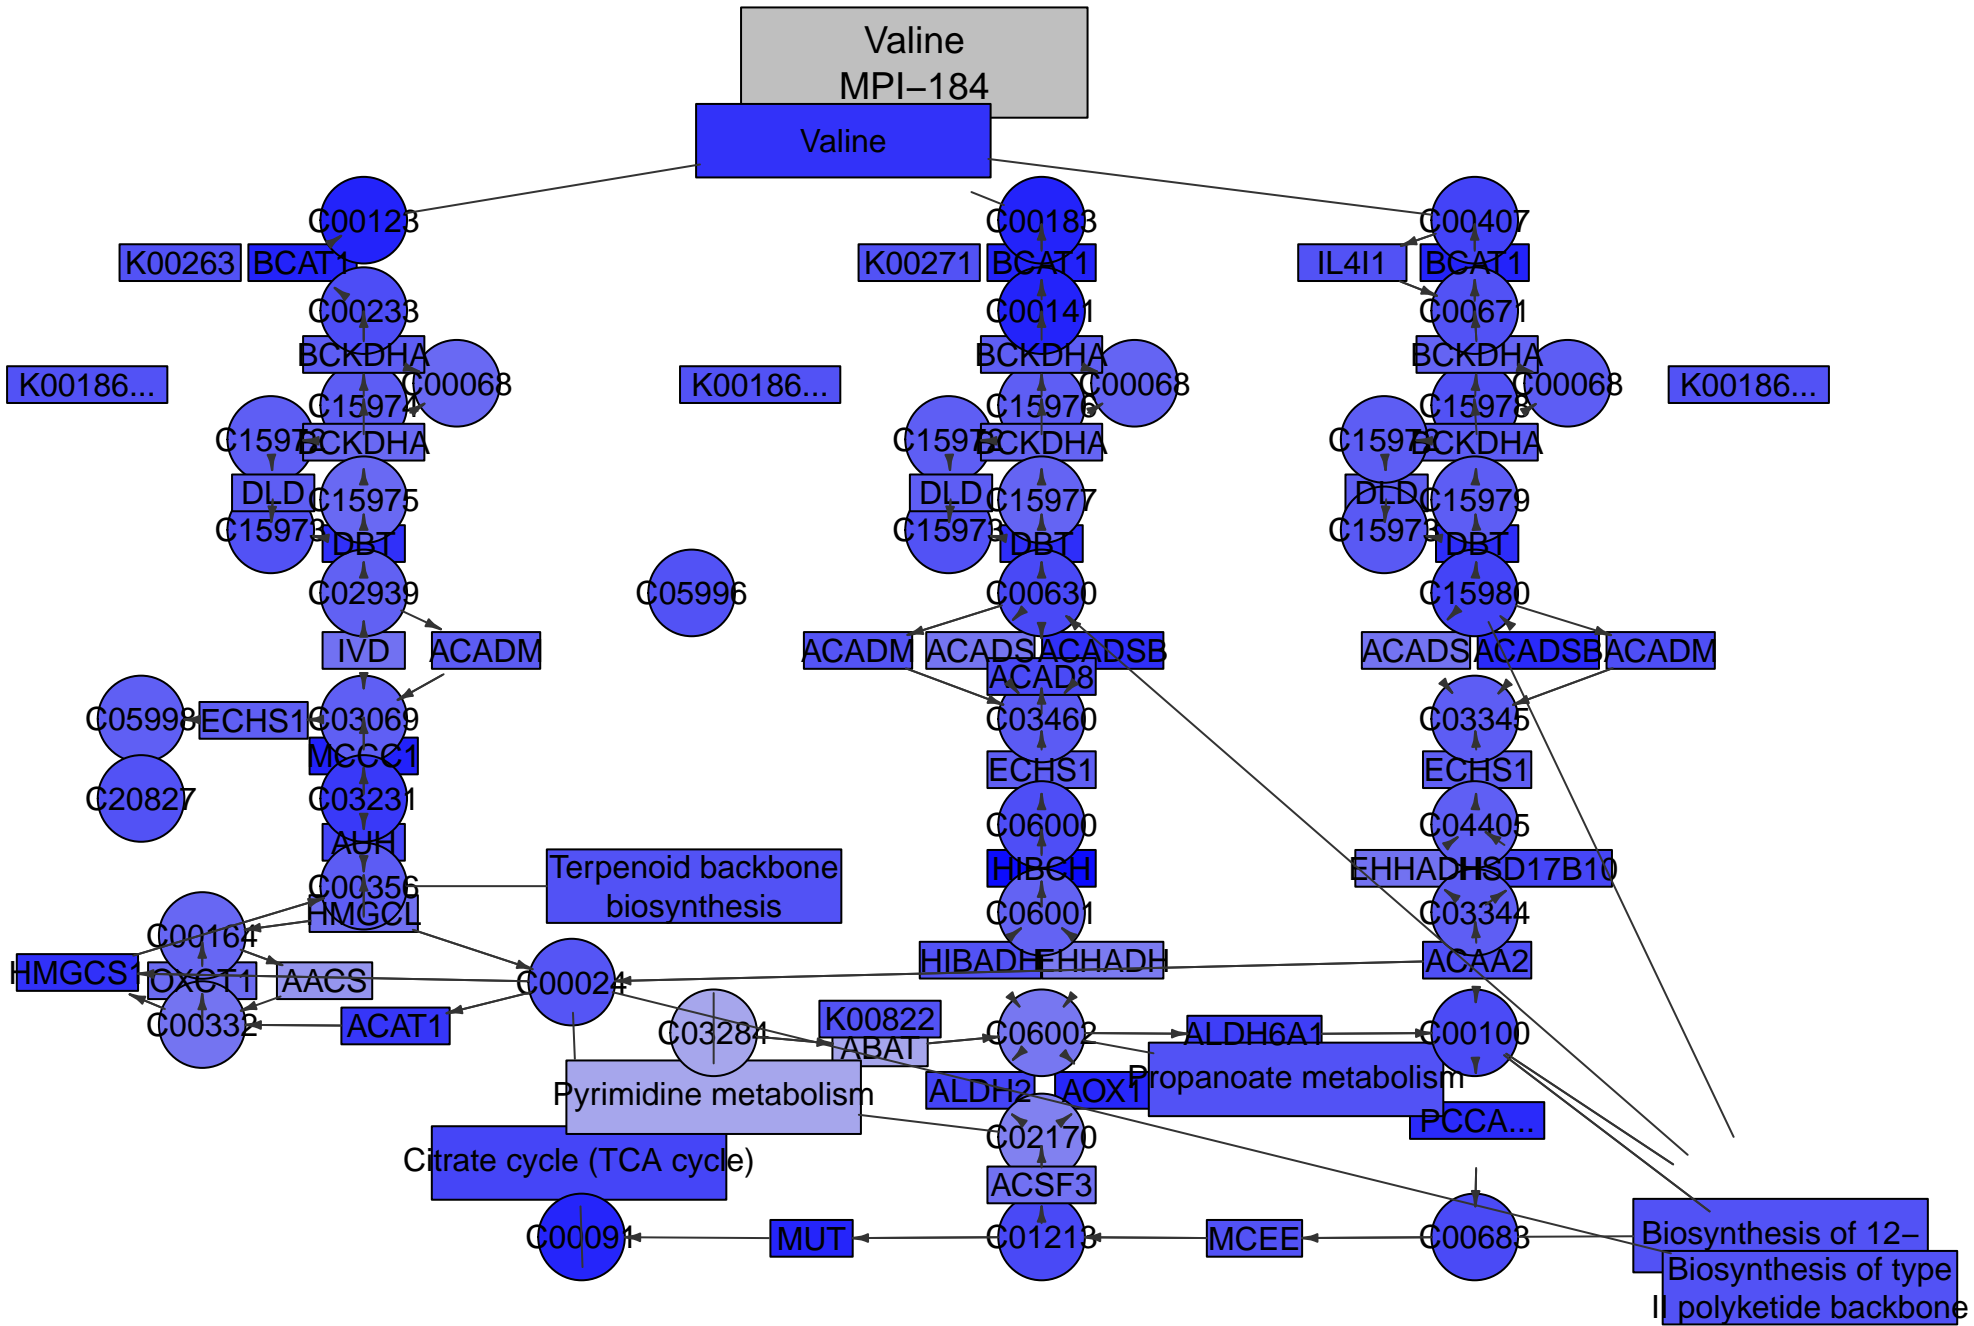 Valine
MPI−184
Valine
C00123
C00183
C00407
K00263
BCAT1
K00271
BCAT1
IL4I1
BCAT1
C00233
C00141
C00671
BCKDHA
BCKDHA
BCKDHA
K00186...
C00068
K00186...
C00068
C00068
K00186...
C15974
C15976
C15978
C15972
BCKDHA
C15972
BCKDHA
C15972
BCKDHA
DLD
C15975
DLD
C15977
DLD
C15979
C15973
DBT
C15973
DBT
C15973
DBT
C02939
C05996
C00630
C15980
IVD
ACADM
ACADM
ACADS
ACADSB
ACADS
ACADSB
ACADM
ACAD8
C05998
ECHS1
C03069
C03460
C03345
MCCC1
ECHS1
ECHS1
C20827
C03231
C06000
C04405
AUH
Terpenoid backbone
biosynthesis
HIBCH
EHHADH
HSD17B10
C00356
HMGCL
C06001
C03344
C00164
HMGCS1
OXCT1
AACS
C00024
HIBADH
EHHADH
ACAA2
C00332
ACAT1
C03284
K00822
ABAT
C06002
ALDH6A1
C00100
Pyrimidine metabolism
ALDH2
AOX1
Propanoate metabolism
PCCA...
C02170
Citrate cycle (TCA cycle)
ACSF3
C00091
MUT
C01213
MCEE
C00683
Biosynthesis of 12−
Biosynthesis of type
II polyketide backbone